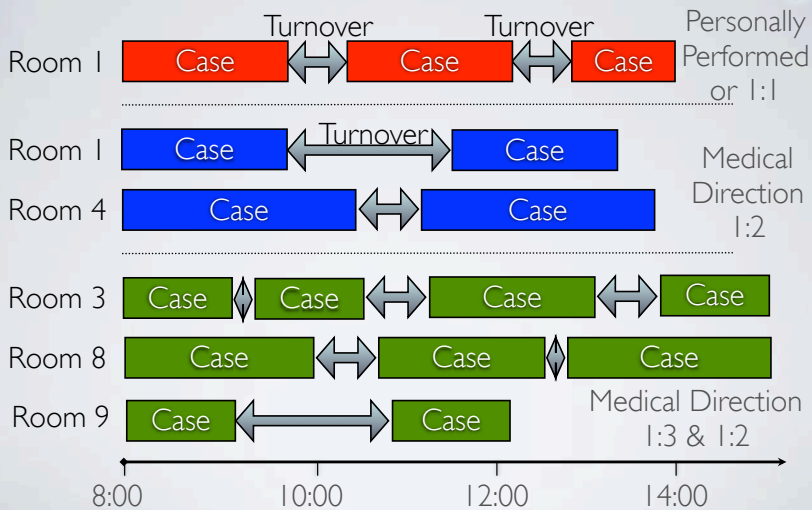 Turnover Turnover
Room 1 Case Case Case
Personally
Performed
or 1:1
Room 1 Case Turnover Case
Room 4 Case Case
Medical
Direction
1:2
Room 3 Case Case Case Case
Room 8 Case Case Case
Room 9 Case Case
Medical Direction
1:3 & 1:2
8:00 10:00 12:00 14:00